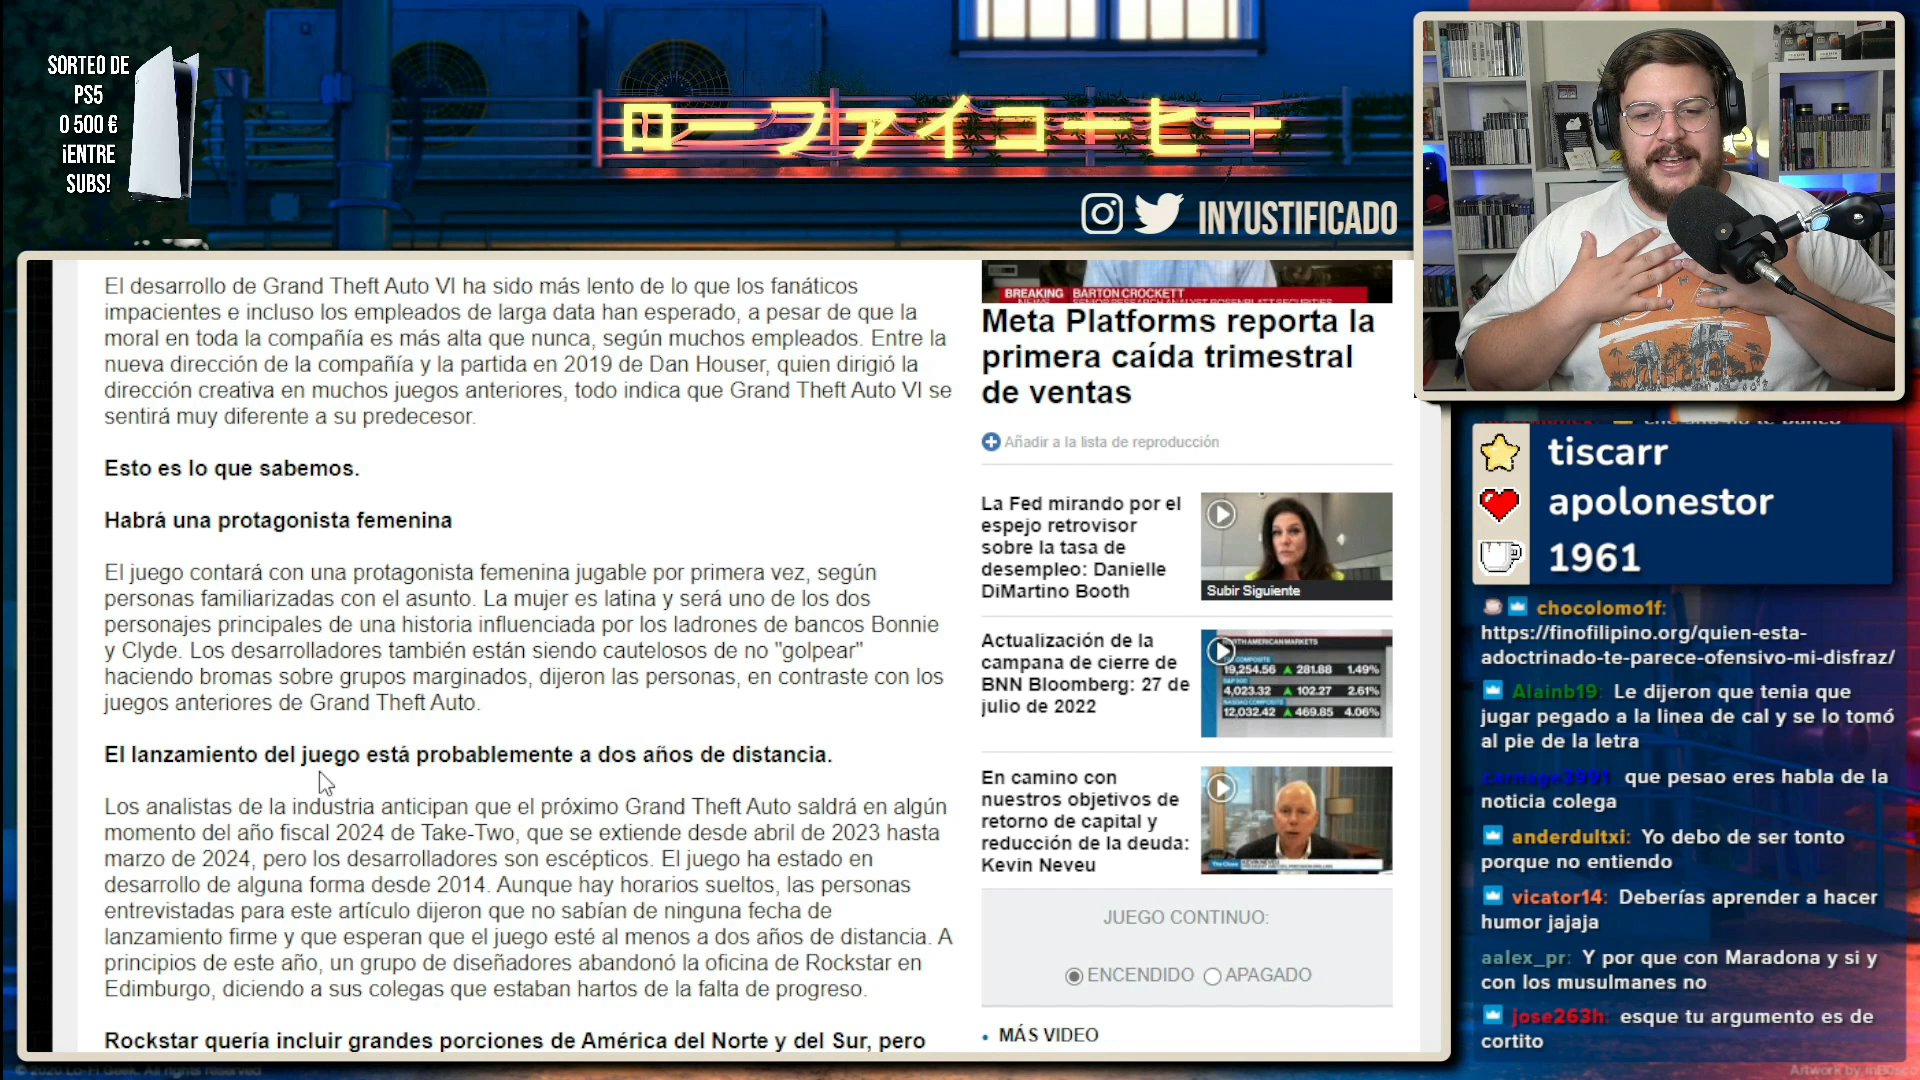 SORTEO DE
PS5
O 500 €
¡ENTRE
SUBS!
ローファイコーヒー
INYUSTIFICADO
El desarrollo de Grand Theft Auto VI ha sido más lento de lo que los fanáticos
impacientes e incluso los empleados de larga data han esperado, a pesar de que la
moral en toda la compañía es más alta que nunca, según muchos empleados. Entre la
nueva dirección de la compañía y la partida en 2019 de Dan Houser, quien dirigió la
dirección creativa en muchos juegos anteriores, todo indica que Grand Theft Auto VI se
sentirá muy diferente a su predecesor.
Esto es lo que sabemos.
Habrá una protagonista femenina
El juego contará con una protagonista femenina jugable por primera vez, según
personas familiarizadas con el asunto. La mujer es latina y será uno de los dos
personajes principales de una historia influenciada por los ladrones de bancos Bonnie
y Clyde. Los desarrolladores también están siendo cautelosos de no "golpear"
haciendo bromas sobre grupos marginados, dijeron las personas, en contraste con los
juegos anteriores de Grand Theft Auto.
El lanzamiento del juego está probablemente a dos años de distancia.
Los analistas de la industria anticipan que el próximo Grand Theft Auto saldrá en algún
momento del año fiscal 2024 de Take-Two, que se extiende desde abril de 2023 hasta
marzo de 2024, pero los desarrolladores son escépticos. El juego ha estado en
desarrollo de alguna forma desde 2014. Aunque hay horarios sueltos, las personas
entrevistadas para este artículo dijeron que no sabían de ninguna fecha de
lanzamiento firme y que esperan que el juego esté al menos a dos años de distancia. A
principios de este año, un grupo de diseñadores abandonó la oficina de Rockstar en
Edimburgo, diciendo a sus colegas que estaban hartos de la falta de progreso.
Rockstar quería incluir grandes porciones de América del Norte y del Sur, pero
BREAKING BARTON CROCKETT
NEWS SENIOR RESEARCH ANALYST ROSENBLATT SECURITIES
Meta Platforms reporta la
primera caída trimestral
de ventas
Añadir a la lista de reproducción
La Fed mirando por el
espejo retrovisor
sobre la tasa de
desempleo: Danielle
DiMartino Booth
Subir Siguiente
Actualización de la
campana de cierre de
BNN Bloomberg: 27 de
julio de 2022
NORTH AMERICAN MARKETS
19,254.56 ▲ 281.88 1.49%
4,023.32 ▲ 102.27 2.61%
12,032.42 ▲ 469.85 4.06%
En camino con
nuestros objetivos de
retorno de capital y
reducción de la deuda:
Kevin Neveu
JUEGO CONTINUO:
ENCENDIDO APAGADO
• MÁS VIDEO
tiscarr
apolonestor
1961
chocolomo1f:
https://finofilipino.org/quien-esta-
adoctrinado-te-parece-ofensivo-mi-disfraz/
Alainb19: Le dijeron que tenia que
jugar pegado a la linea de cal y se lo tomó
al pie de la letra
carnage3991: que pesao eres habla de la
noticia colega
anderdultxi: Yo debo de ser tonto
porque no entiendo
vicator14: Deberías aprender a hacer
humor jajaja
aalex_pr: Y por que con Maradona y si y
con los musulmanes no
jose263h: esque tu argumento es de
cortito
© 2020 Lo-Fi Geek. All rights reserved